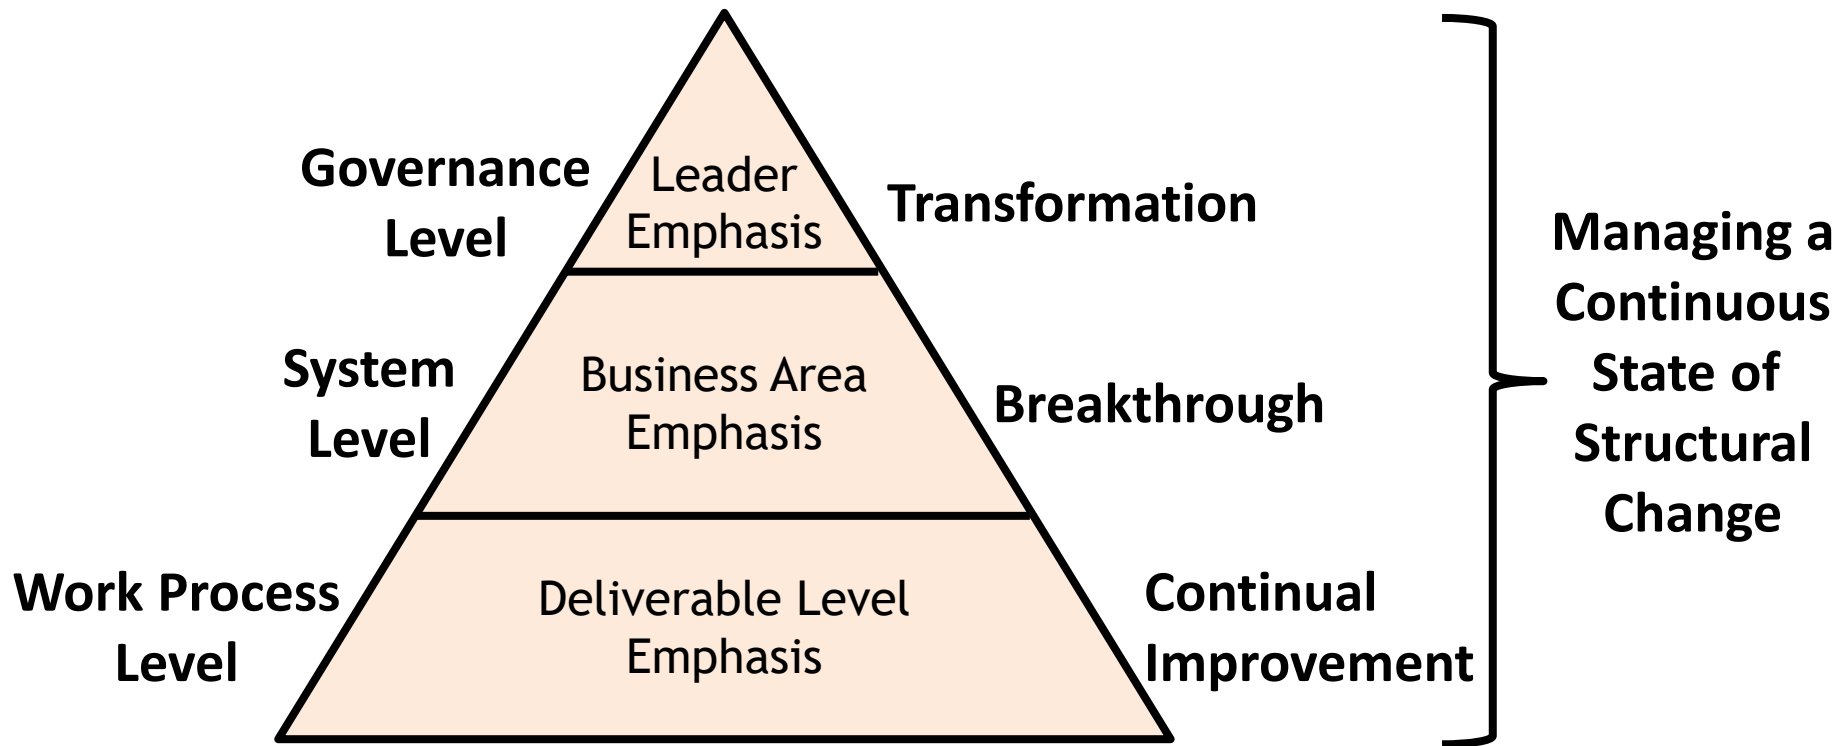 Governance
Level
Leader
Emphasis
Transformation
System
Level
Business Area
Emphasis
Breakthrough
Work Process
Level
Deliverable Level
Emphasis
Continual
Improvement
Managing a
Continuous
State of
Structural
Change